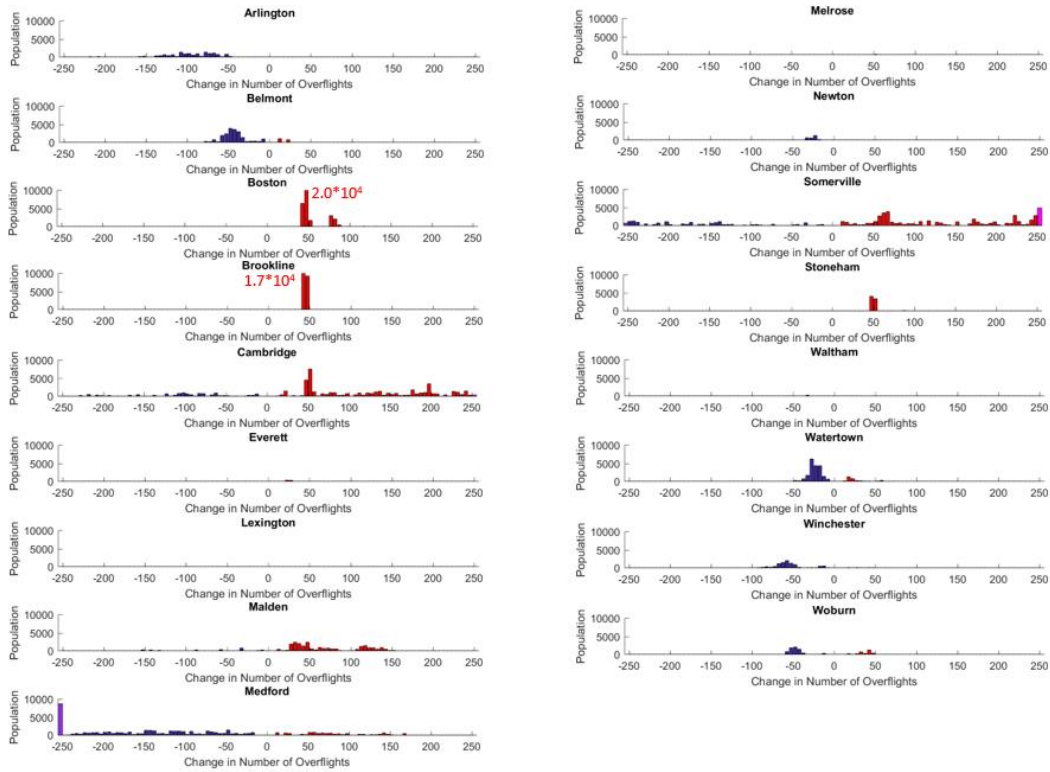 Arlington
Population
10000
5000
0
-250 -200 -150 -100 -50 0 50 100 150 200 250
Change in Number of Overflights
Belmont
Population
10000
5000
0
-250 -200 -150 -100 -50 0 50 100 150 200 250
Change in Number of Overflights
Boston
Population
10000
5000
0
2.0*10⁴
-250 -200 -150 -100 -50 0 50 100 150 200 250
Change in Number of Overflights
Brookline
Population
10000
5000
0
1.7*10⁴
-250 -200 -150 -100 -50 0 50 100 150 200 250
Change in Number of Overflights
Cambridge
Population
10000
5000
0
-250 -200 -150 -100 -50 0 50 100 150 200 250
Change in Number of Overflights
Everett
Population
10000
5000
0
-250 -200 -150 -100 -50 0 50 100 150 200 250
Change in Number of Overflights
Lexington
Population
10000
5000
0
-250 -200 -150 -100 -50 0 50 100 150 200 250
Change in Number of Overflights
Malden
Population
10000
5000
0
-250 -200 -150 -100 -50 0 50 100 150 200 250
Change in Number of Overflights
Medford
Population
10000
5000
0
-250 -200 -150 -100 -50 0 50 100 150 200 250
Change in Number of Overflights
Melrose
Population
10000
5000
0
-250 -200 -150 -100 -50 0 50 100 150 200 250
Change in Number of Overflights
Newton
Population
10000
5000
0
-250 -200 -150 -100 -50 0 50 100 150 200 250
Change in Number of Overflights
Somerville
Population
10000
5000
0
-250 -200 -150 -100 -50 0 50 100 150 200 250
Change in Number of Overflights
Stoneham
Population
10000
5000
0
-250 -200 -150 -100 -50 0 50 100 150 200 250
Change in Number of Overflights
Waltham
Population
10000
5000
0
-250 -200 -150 -100 -50 0 50 100 150 200 250
Change in Number of Overflights
Watertown
Population
10000
5000
0
-250 -200 -150 -100 -50 0 50 100 150 200 250
Change in Number of Overflights
Winchester
Population
10000
5000
0
-250 -200 -150 -100 -50 0 50 100 150 200 250
Change in Number of Overflights
Woburn
Population
10000
5000
0
-250 -200 -150 -100 -50 0 50 100 150 200 250
Change in Number of Overflights